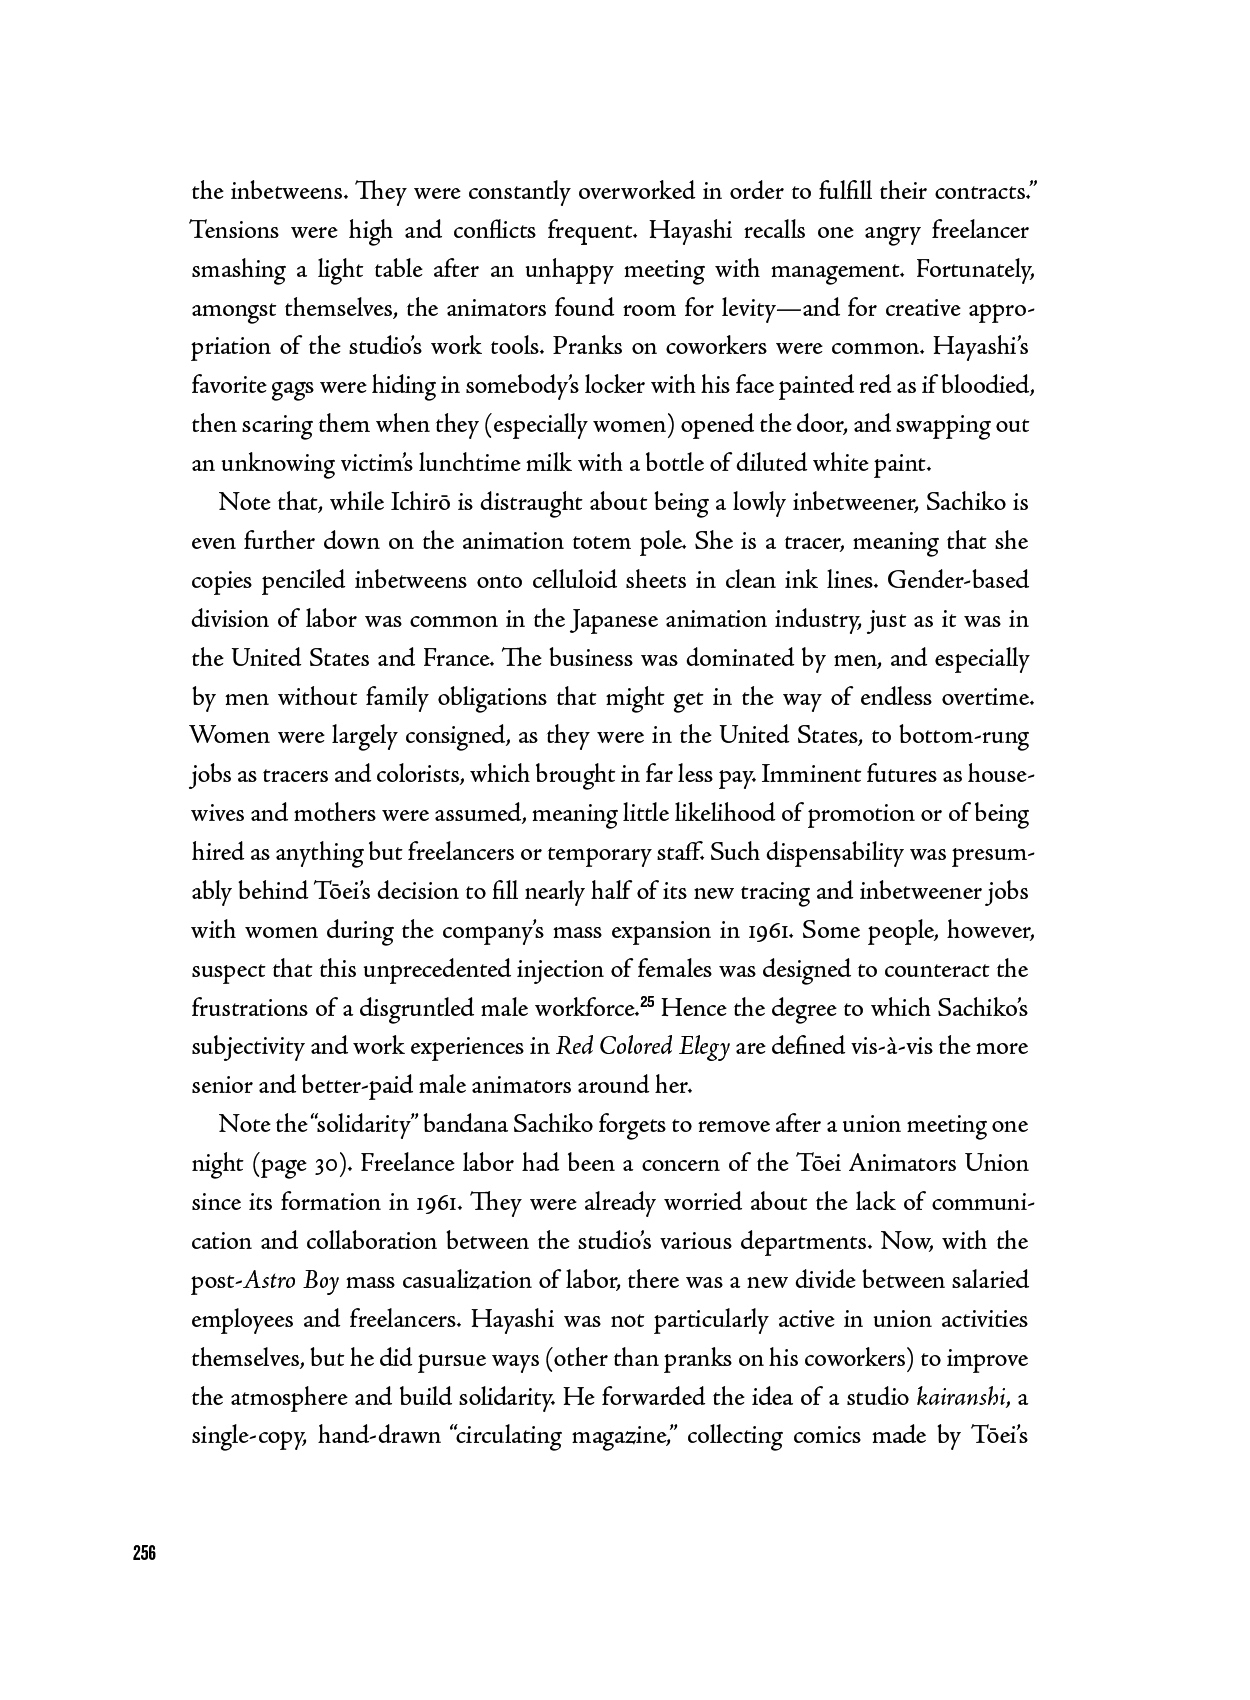 the inbetweens. They were constantly overworked in order to fulfill their contracts.”
Tensions were high and conflicts frequent. Hayashi recalls one angry freelancer
smashing a light table after an unhappy meeting with management. Fortunately,
amongst themselves, the animators found room for levity—and for creative appro-
priation of the studio’s work tools. Pranks on coworkers were common. Hayashi’s
favorite gags were hiding in somebody’s locker with his face painted red as if bloodied,
then scaring them when they (especially women) opened the door, and swapping out
an unknowing victim’s lunchtime milk with a bottle of diluted white paint.
Note that, while Ichirō is distraught about being a lowly inbetweener, Sachiko is
even further down on the animation totem pole. She is a tracer, meaning that she
copies penciled inbetweens onto celluloid sheets in clean ink lines. Gender-based
division of labor was common in the Japanese animation industry, just as it was in
the United States and France. The business was dominated by men, and especially
by men without family obligations that might get in the way of endless overtime.
Women were largely consigned, as they were in the United States, to bottom-rung
jobs as tracers and colorists, which brought in far less pay. Imminent futures as house-
wives and mothers were assumed, meaning little likelihood of promotion or of being
hired as anything but freelancers or temporary staff. Such dispensability was presum-
ably behind Tōei’s decision to fill nearly half of its new tracing and inbetweener jobs
with women during the company’s mass expansion in 1961. Some people, however,
suspect that this unprecedented injection of females was designed to counteract the
frustrations of a disgruntled male workforce.25 Hence the degree to which Sachiko’s
subjectivity and work experiences in Red Colored Elegy are defined vis-à-vis the more
senior and better-paid male animators around her.
Note the “solidarity” bandana Sachiko forgets to remove after a union meeting one
night (page 30). Freelance labor had been a concern of the Tōei Animators Union
since its formation in 1961. They were already worried about the lack of communi-
cation and collaboration between the studio’s various departments. Now, with the
post-Astro Boy mass casualization of labor, there was a new divide between salaried
employees and freelancers. Hayashi was not particularly active in union activities
themselves, but he did pursue ways (other than pranks on his coworkers) to improve
the atmosphere and build solidarity. He forwarded the idea of a studio kairanshi, a
single-copy, hand-drawn “circulating magazine,” collecting comics made by Tōei’s
256